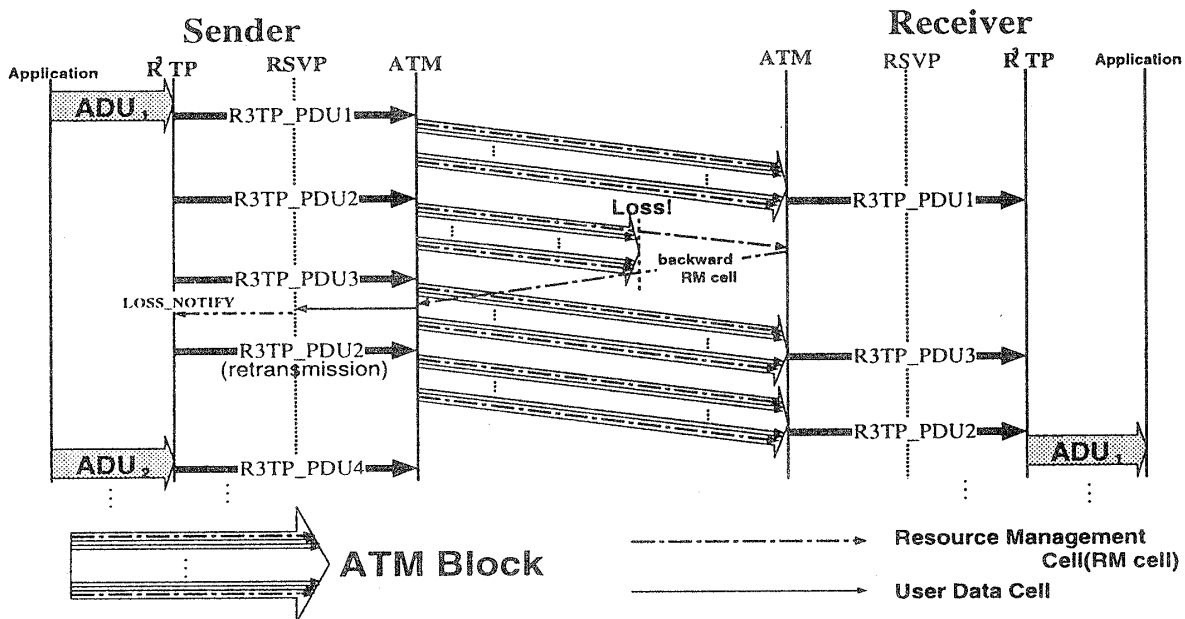 Sender
Receiver
Application
R³TP
RSVP
ATM
ATM
RSVP
R³TP
Application
ADU₁
R3TP_PDU1
R3TP_PDU2
R3TP_PDU1
Loss!
backward
RM cell
R3TP_PDU3
LOSS_NOTIFY
R3TP_PDU2
(retransmission)
R3TP_PDU3
R3TP_PDU2
ADU₁
ADU₂
R3TP_PDU4
ATM Block
Resource Management
Cell(RM cell)
User Data Cell